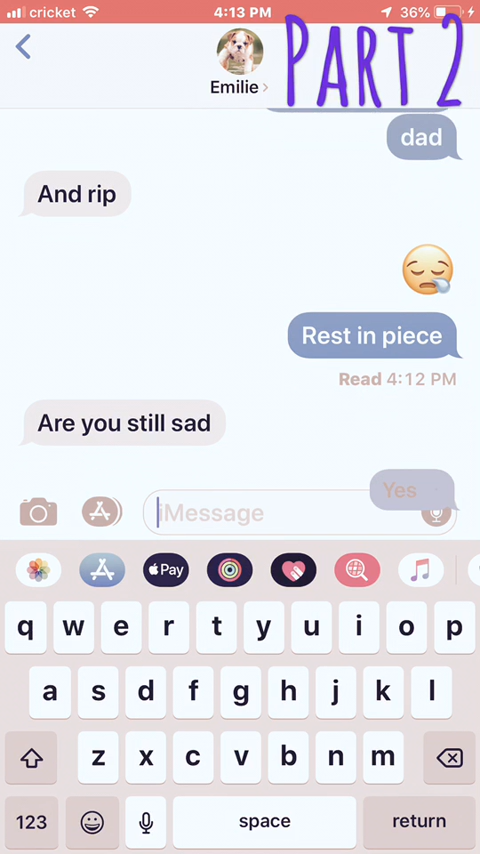 cricket 4:13 PM 36%
PART 2
Emilie
dad
And rip
Rest in piece
Read 4:12 PM
Are you still sad
Yes
iMessage
Pay
q w e r t y u i o p
a s d f g h j k l
z x c v b n m
123 space return